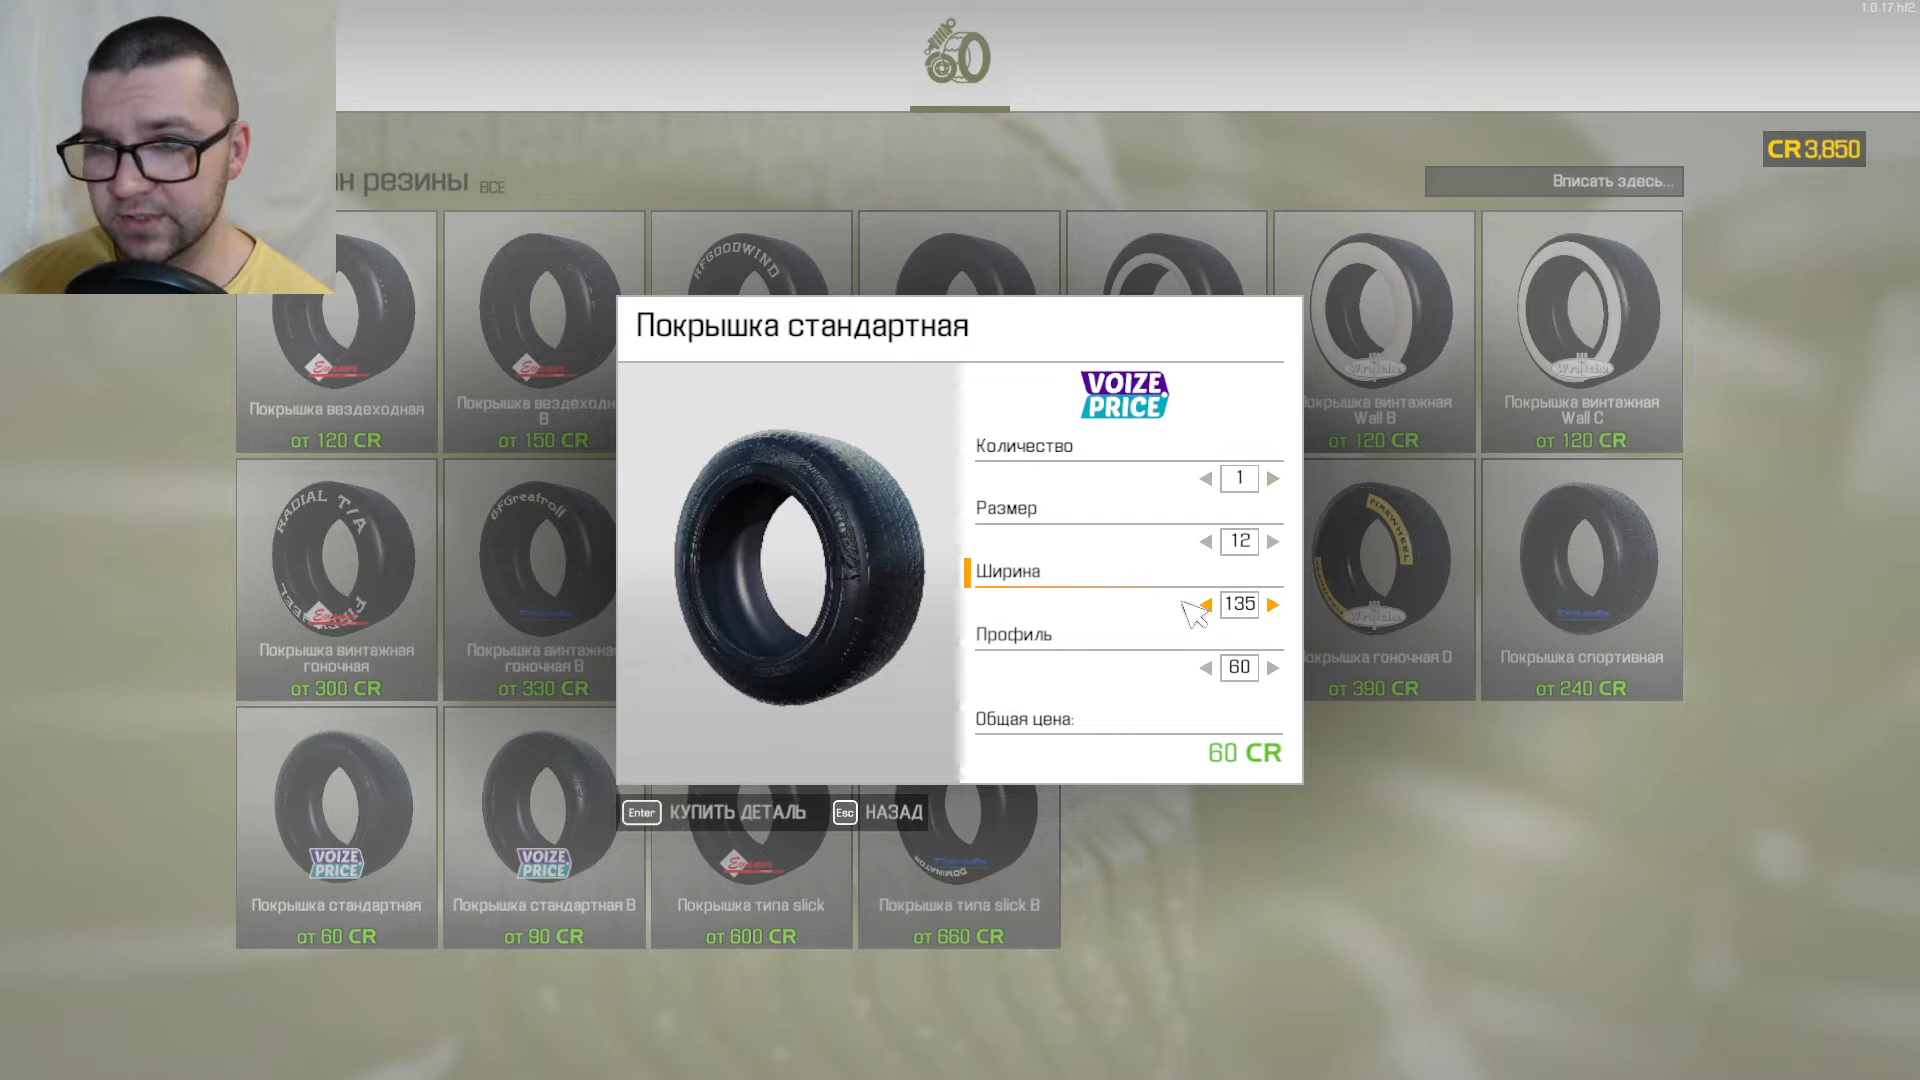 1.0.17.hf2
CR 3,850
н резины ВСЕ
Вписать здесь...
RFGOODWIND
Покрышка вездеходная
от 120 CR
Покрышка вездеходн
B
от 150 CR
окрышка винтажная
Wall B
от 120 CR
Покрышка винтажная
Wall C
от 120 CR
Покрышка стандартная
VOIZE
PRICE
Количество
1
Размер
12
Ширина
135
Профиль
60
Общая цена:
60 CR
Enter КУПИТЬ ДЕТАЛЬ Esc НАЗАД
RADIAL T/A
Покрышка винтажная
гоночная
от 300 CR
BFGreatroll
Покрышка винтажна
гоночная B
от 330 CR
FIREWHEEL
окрышка гоночная D
от 390 CR
Покрышка спортивная
от 240 CR
VOIZE
PRICE
Покрышка стандартная
от 60 CR
VOIZE
PRICE
Покрышка стандартная B
от 90 CR
Покрышка типа slick
от 600 CR
DOMINATOR
Покрышка типа slick B
от 660 CR